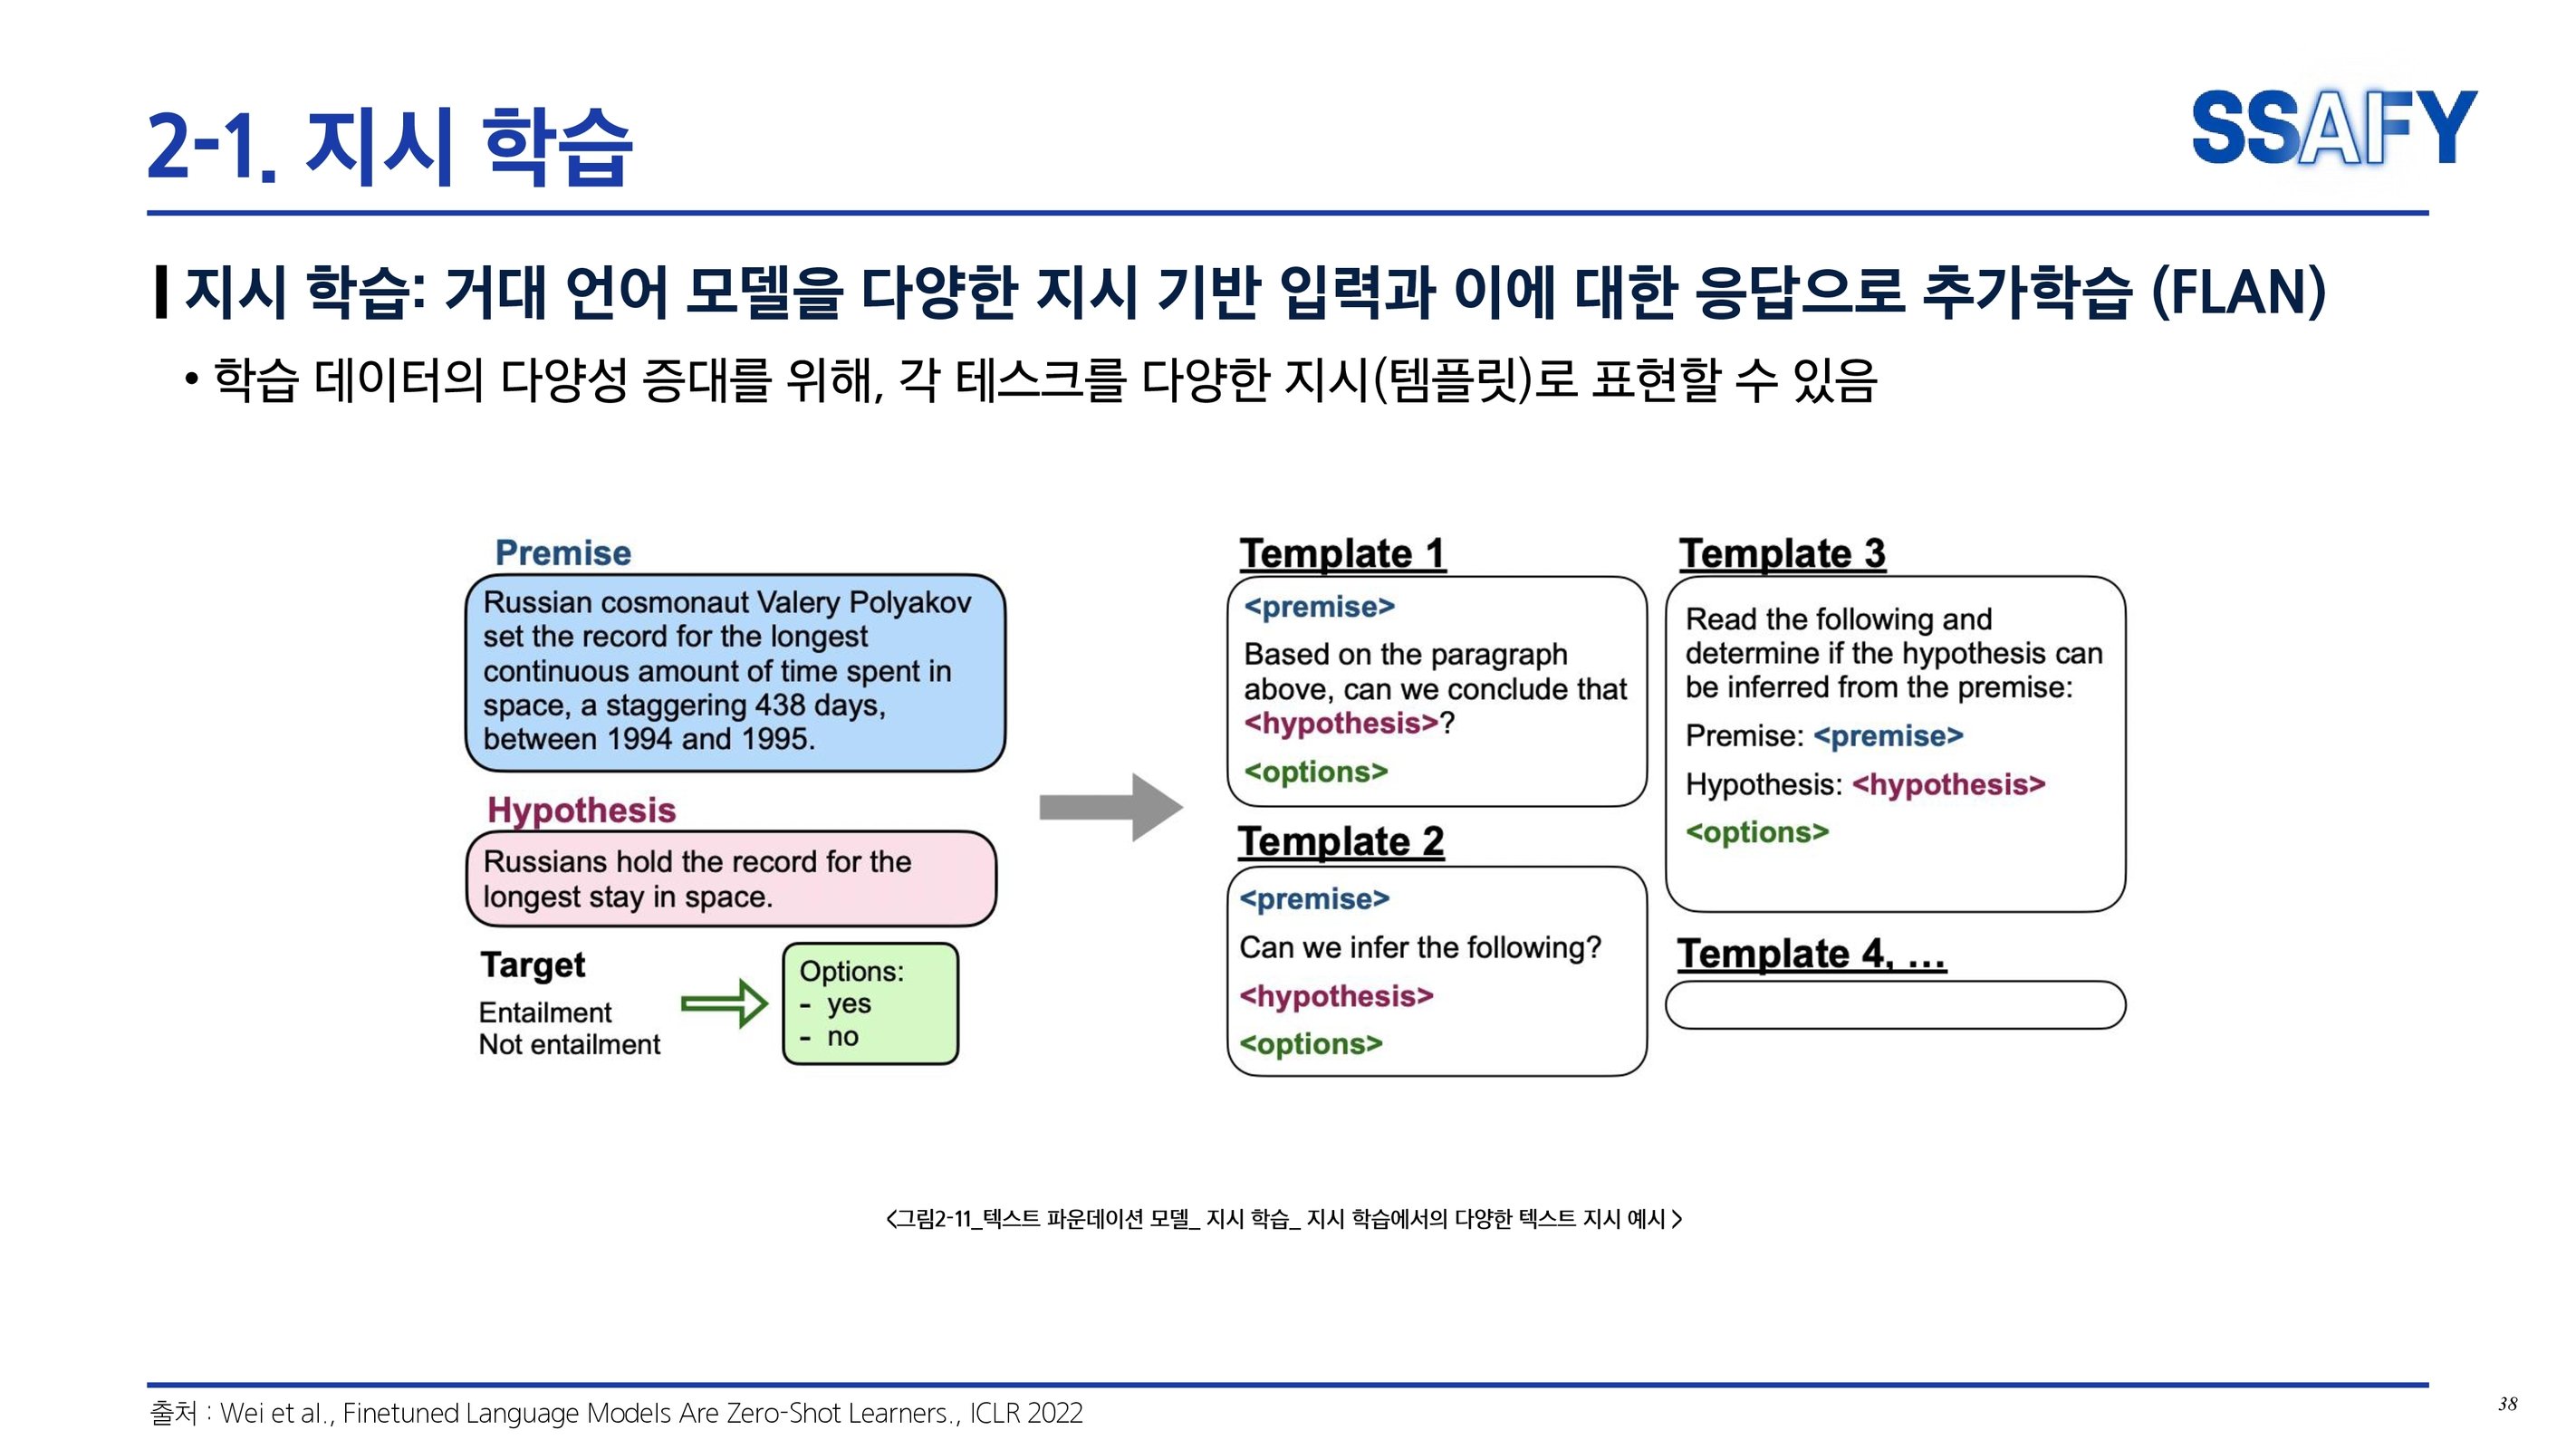 2-1. 지시 학습
SSAFY
지시 학습: 거대 언어 모델을 다양한 지시 기반 입력과 이에 대한 응답으로 추가학습 (FLAN)
• 학습 데이터의 다양성 증대를 위해, 각 테스크를 다양한 지시(템플릿)로 표현할 수 있음
Premise
Russian cosmonaut Valery Polyakov
set the record for the longest
continuous amount of time spent in
space, a staggering 438 days,
between 1994 and 1995.
Hypothesis
Russians hold the record for the
longest stay in space.
Target
Entailment
Not entailment
Options:
- yes
- no
Template 1
<premise>
Based on the paragraph
above, can we conclude that
<hypothesis>?
<options>
Template 2
<premise>
Can we infer the following?
<hypothesis>
<options>
Template 3
Read the following and
determine if the hypothesis can
be inferred from the premise:
Premise: <premise>
Hypothesis: <hypothesis>
<options>
Template 4, ...
<그림2-11_텍스트 파운데이션 모델_ 지시 학습_ 지시 학습에서의 다양한 텍스트 지시 예시 >
출처 : Wei et al., Finetuned Language Models Are Zero-Shot Learners., ICLR 2022
38